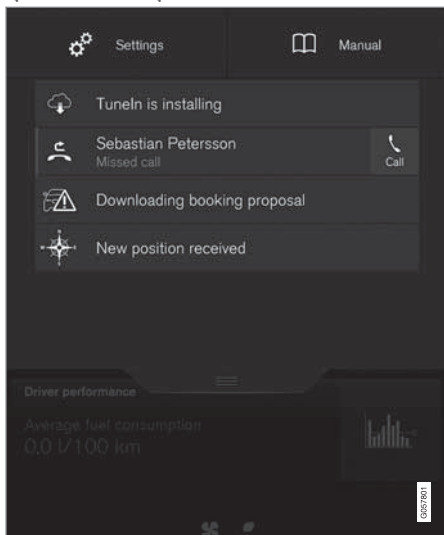 Settings
Manual
TuneIn is installing
Sebastian Petersson
Missed call
Call
Downloading booking proposal
New position received
Driver performance
Average fuel consumption
0.0 l/100 km
G057801